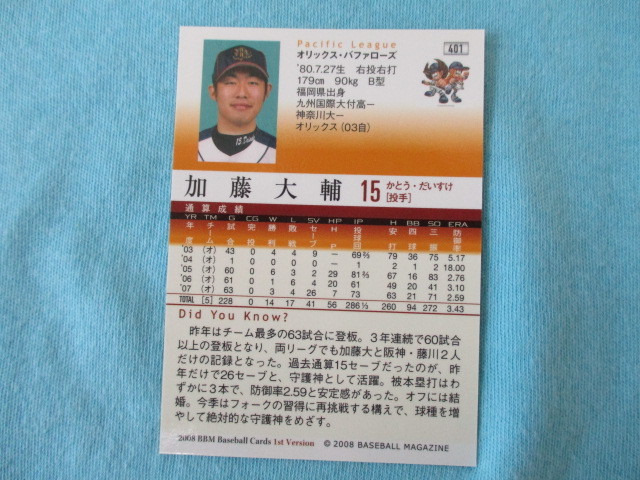 Pacific League
401
オリックス・バファローズ
'80.7.27生 右投右打
179cm 90kg B型
福岡県出身
九州国際大付高ー
神奈川大ー
オリックス（03自）
加藤大輔 15 かとう・だいすけ
[投手]
通算成績
YR TM G CG W L SV HP IP H BB SO ERA
年度 チーム 試合 完投 勝利 敗戦 セーブ HP 投球回 安打 四球 三振 防御率
'03 (オ) 43 0 4 4 9 － 69⅔ 79 36 75 5.17
'04 (オ) 1 0 － － － － 1 2 1 2 18.00
'05 (オ) 60 0 6 3 2 29 81⅔ 67 16 83 2.76
'06 (オ) 61 0 1 6 4 20 61 49 20 41 3.10
'07 (オ) 63 0 3 4 26 7 73 63 21 71 2.59
TOTAL [5] 228 0 14 17 41 56 286⅓ 260 94 272 3.43
Did You Know?
昨年はチーム最多の63試合に登板。３年連続で60試合
以上の登板となり、両リーグでも加藤大と阪神・藤川２人
だけの記録となった。過去通算15セーブだったのが、昨
年だけで26セーブと、守護神として活躍。被本塁打はわ
ずかに３本で、防御率2.59と安定感があった。オフには結
婚。今季はフォークの習得に再挑戦する構えで、球種を増
やして絶対的な守護神をめざす。
2008 BBM Baseball Cards 1st Version © 2008 BASEBALL MAGAZINE